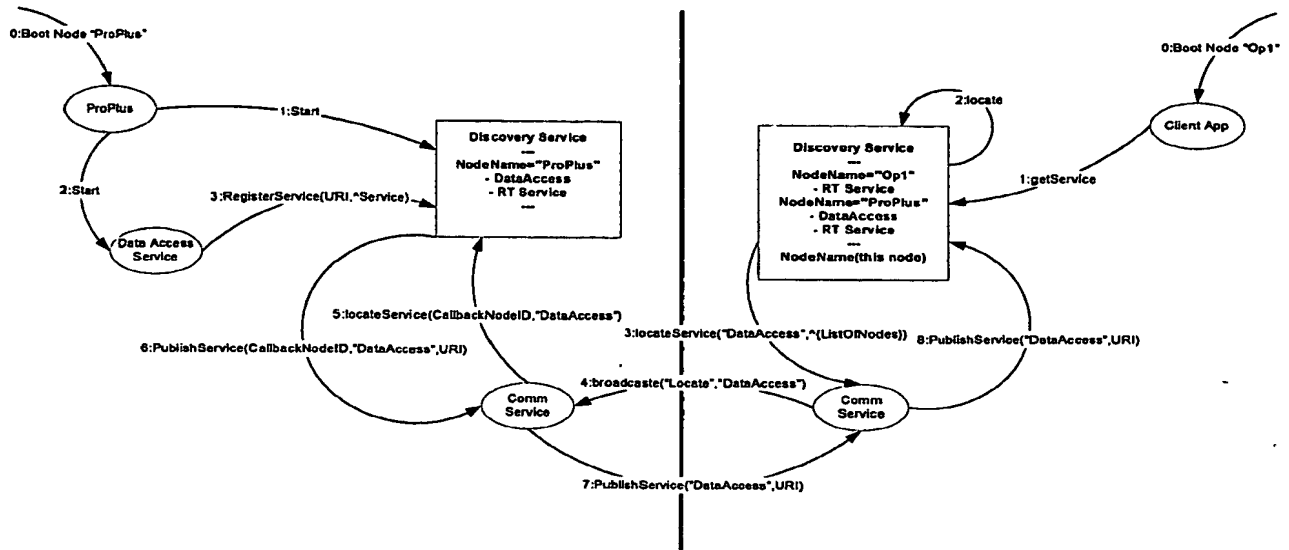 0:Boot Node "ProPlus"
ProPlus
1:Start
2:Start
3:RegisterService(URI,^Service)
Data Access
Service
Discovery Service
---
NodeName="ProPlus"
- DataAccess
- RT Service
---
5:locateService(CallbackNodeID,"DataAccess")
6:PublishService(CallbackNodeID,"DataAccess",URI)
Comm
Service
4:broadcaste("Locate","DataAccess")
7:PublishService("DataAccess",URI)
0:Boot Node "Op1"
Client App
1:getService
2:locate
Discovery Service
---
NodeName="Op1"
- RT Service
NodeName="ProPlus"
- DataAccess
- RT Service
---
NodeName(this node)
3:locateService("DataAccess",^{ListOfNodes})
8:PublishService("DataAccess",URI)
Comm
Service